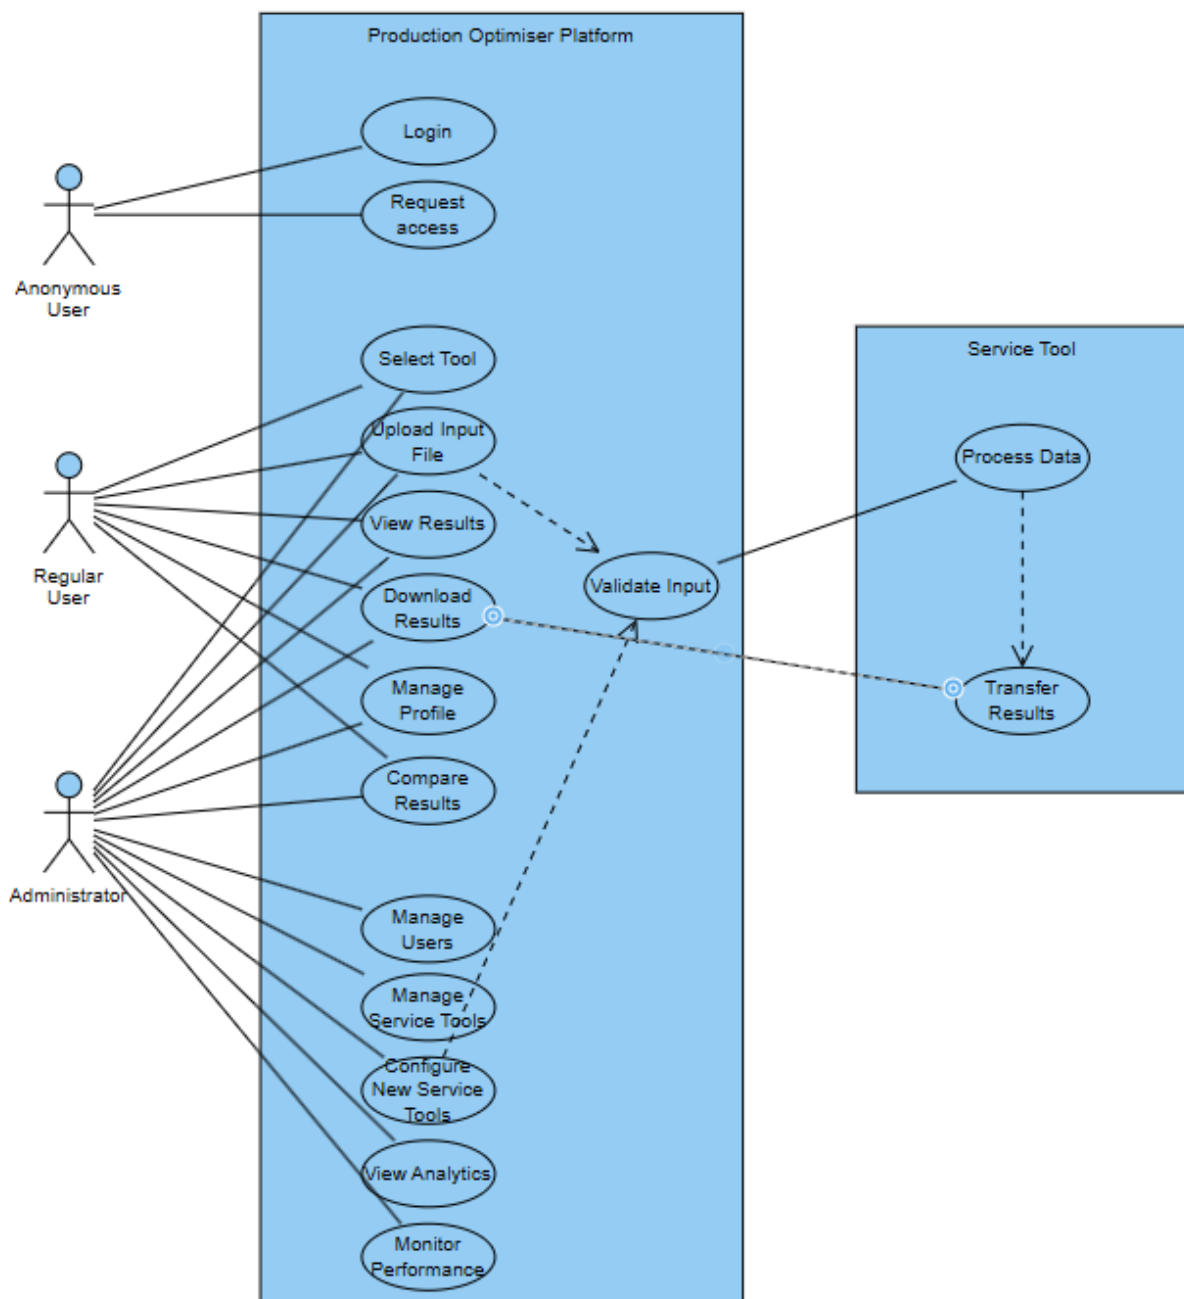 Production Optimiser Platform
Login
Request
access
Anonymous
User
Select Tool
Service Tool
Upload Input
File
Process Data
View Results
Regular
User
Validate Input
Download
Results
Manage
Profile
Transfer
Results
Compare
Results
Administrator
Manage
Users
Manage
Service Tools
Configure
New Service
Tools
View Analytics
Monitor
Performance